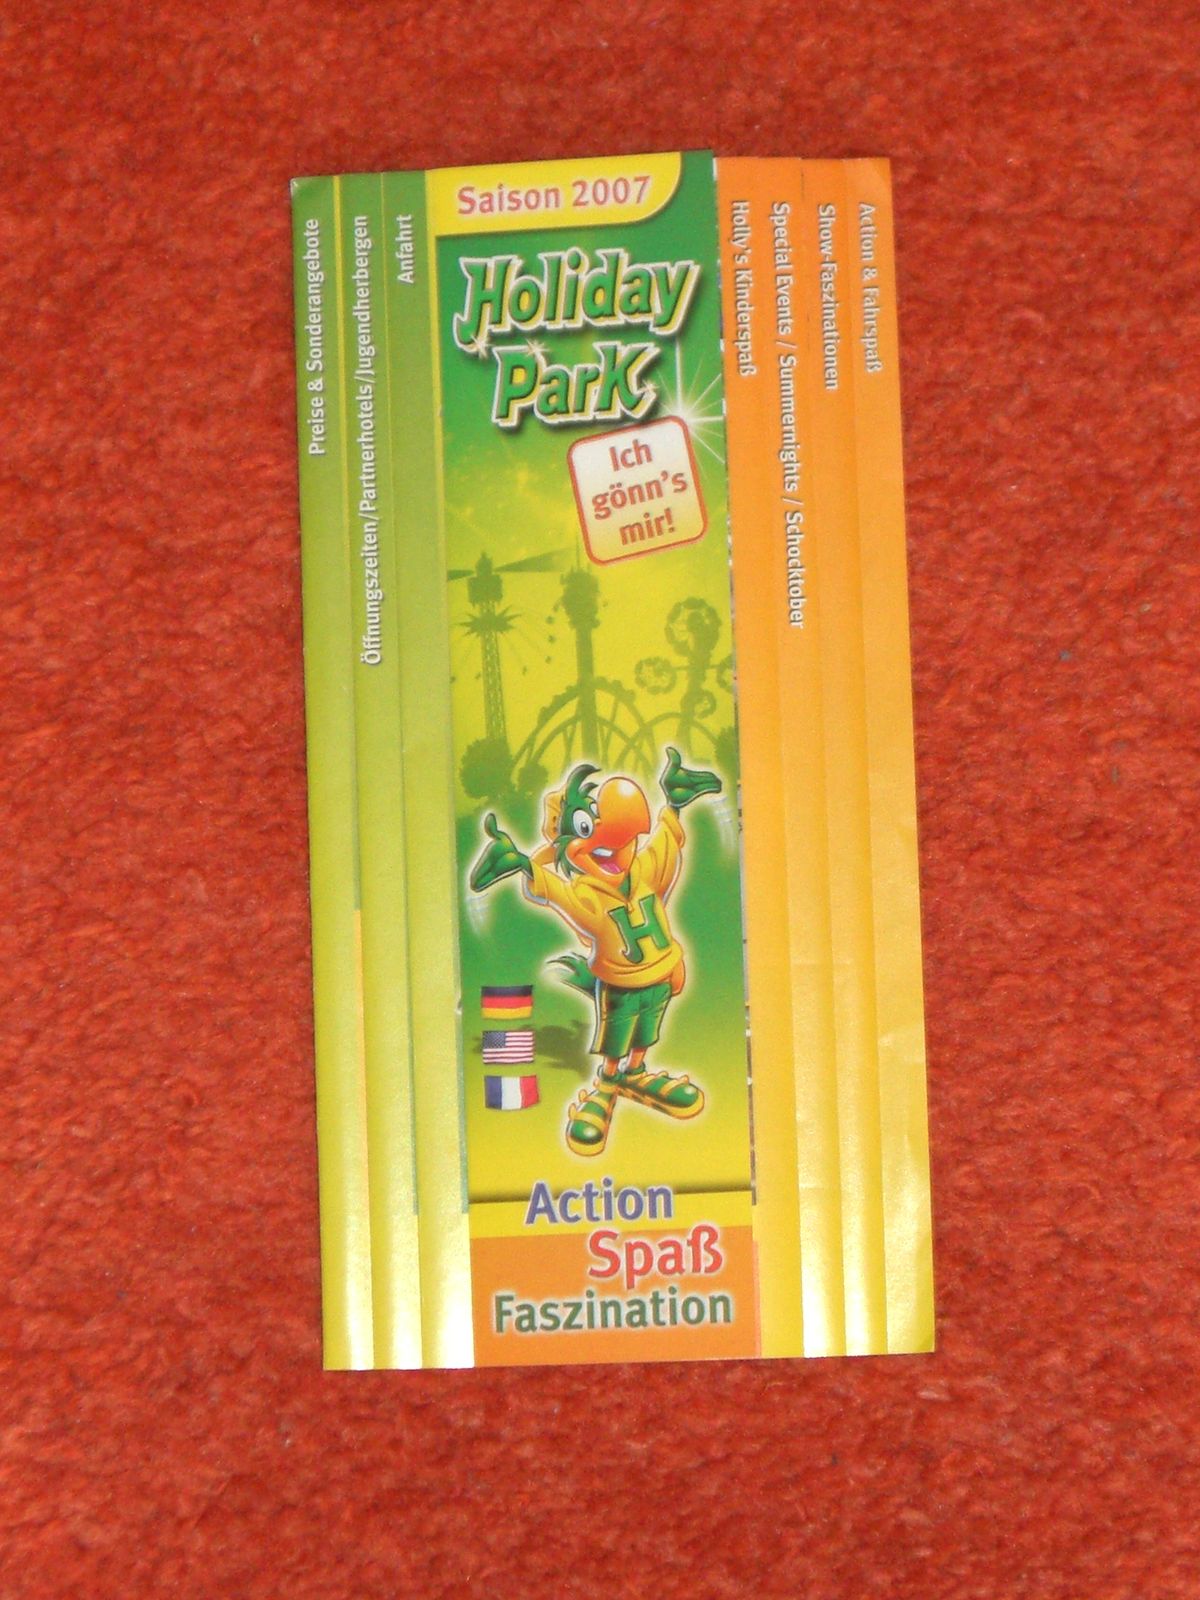 Saison 2007
Holiday
Park
Ich
gönn's
mir!
H
Action
Spaß
Faszination
Preise & Sonderangebote
Öffnungszeiten/Partnerhotels/Jugendherbergen
Anfahrt
Holly's Kinderspaß
Special Events / Summernights / Schocktober
Show-Faszinationen
Action & Fahrspaß